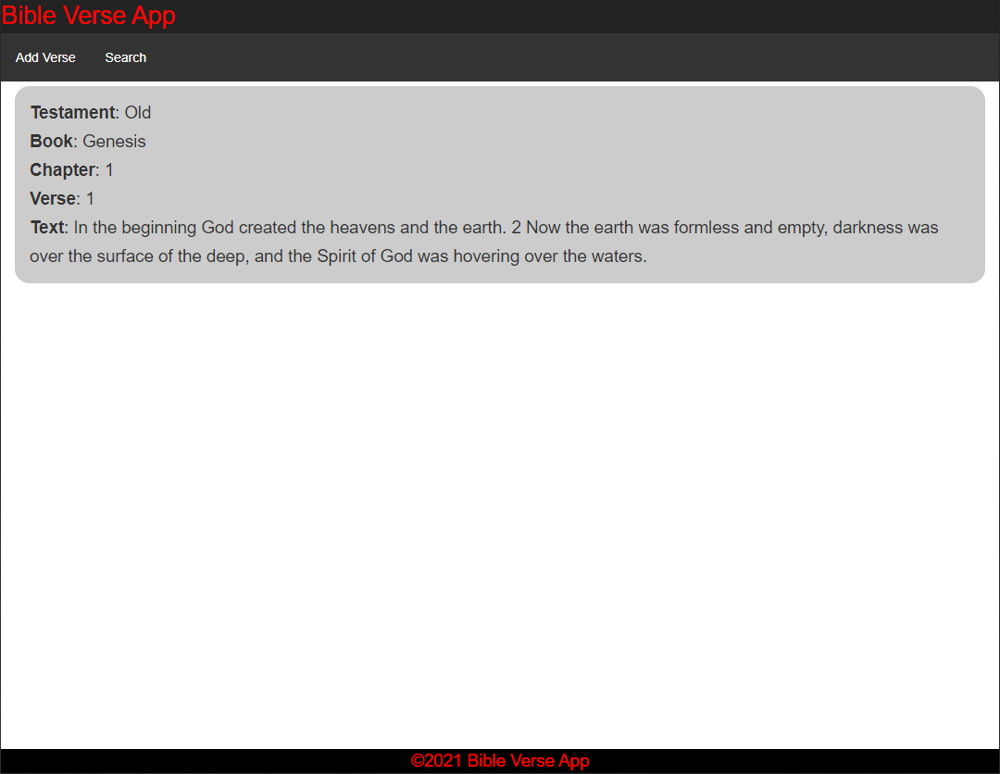 Bible Verse App
Add Verse Search
Testament: Old
Book: Genesis
Chapter: 1
Verse: 1
Text: In the beginning God created the heavens and the earth. 2 Now the earth was formless and empty, darkness was
over the surface of the deep, and the Spirit of God was hovering over the waters.
©2021 Bible Verse App